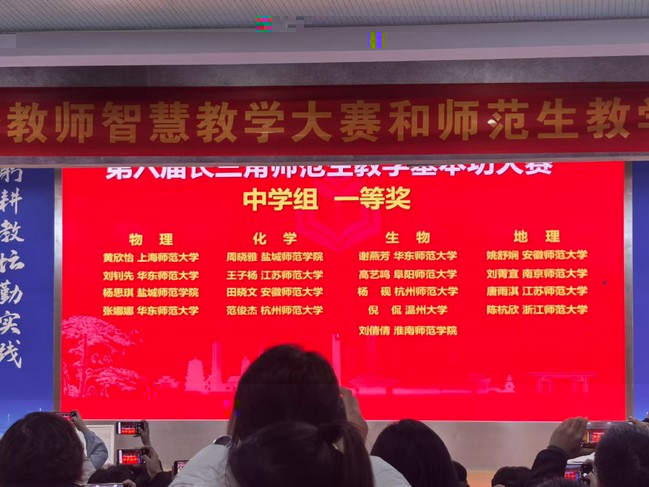 教师智慧教学大赛和师范生教学
第六届长三角师范生教学基本功大赛
中学组 一等奖
物 理
黄欣怡 上海师范大学
刘钊先 华东师范大学
杨思琪 盐城师范学院
张娜娜 华东师范大学
化 学
周晓雅 盐城师范学院
王子杨 江苏师范大学
田晓文 安徽师范大学
范俊杰 杭州师范大学
生 物
谢燕芳 华东师范大学
高艺鸣 阜阳师范大学
杨 砚 杭州师范大学
倪 侃 温州大学
刘倩倩 淮南师范学院
地 理
姚舒娴 安徽师范大学
刘菁宜 南京师范大学
唐雨淇 江苏师范大学
陈杭欣 浙江师范大学
躬耕教坛勤实践